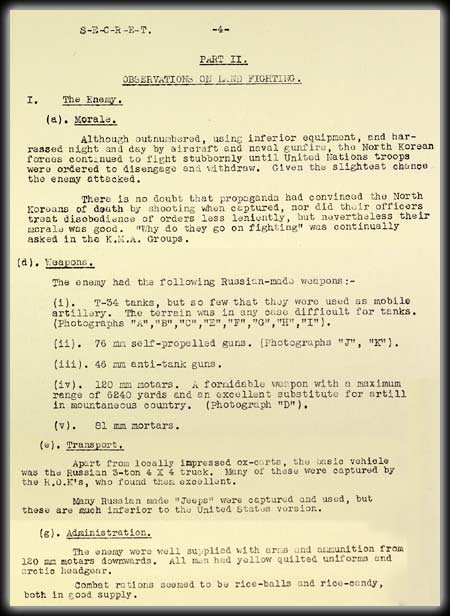 S-E-C-R-E-T. -4-
PART II.
OBSERVATIONS ON LAND FIGHTING.
I. The Enemy.
(a). Morale.
Although outnumbered, using inferior equipment, and har-
rassed night and day by aircraft and naval gunfire, the North Korean
forces continued to fight stubbornly until United Nations troops
were ordered to disengage and withdraw. Given the slightest chance
the enemy attacked.
There is no doubt that propaganda had convinced the North
Koreans of death by shooting when captured, nor did their officers
treat disobedience of orders less leniently, but nevertheless their
morale was good. "Why do they go on fighting" was continually
asked in the K.M.A. Groups.
(d). Weapons.
The enemy had the following Russian-made weapons:-
(i). T-34 tanks, but so few that they were used as mobile
artillery. The terrain was in any case difficult for tanks.
(Photographs "A","B","C","E","F","G","H","I").
(ii). 76 mm self-propelled guns. (Photographs "J", "K").
(iii). 46 mm anti-tank guns.
(iv). 120 mm motars. A formidable weapon with a maximum
range of 6240 yards and an excellent substitute for artill
in mountaneous country. (Photograph "D").
(v). 81 mm mortars.
(e). Transport.
Apart from locally impressed ox-carts, the basic vehicle
was the Russian 3-ton 4 X 4 truck. Many of these were captured by
the R.O.K's, who found them excellent.
Many Russian made "Jeeps" were captured and used, but
these are much inferior to the United States version.
(g). Administration.
The enemy were well supplied with arms and ammunition from
120 mm motars downwards. All men had yellow quilted uniforms and
arctic headgear.
Combat rations seemed to be rice-balls and rice-candy,
both in good supply.